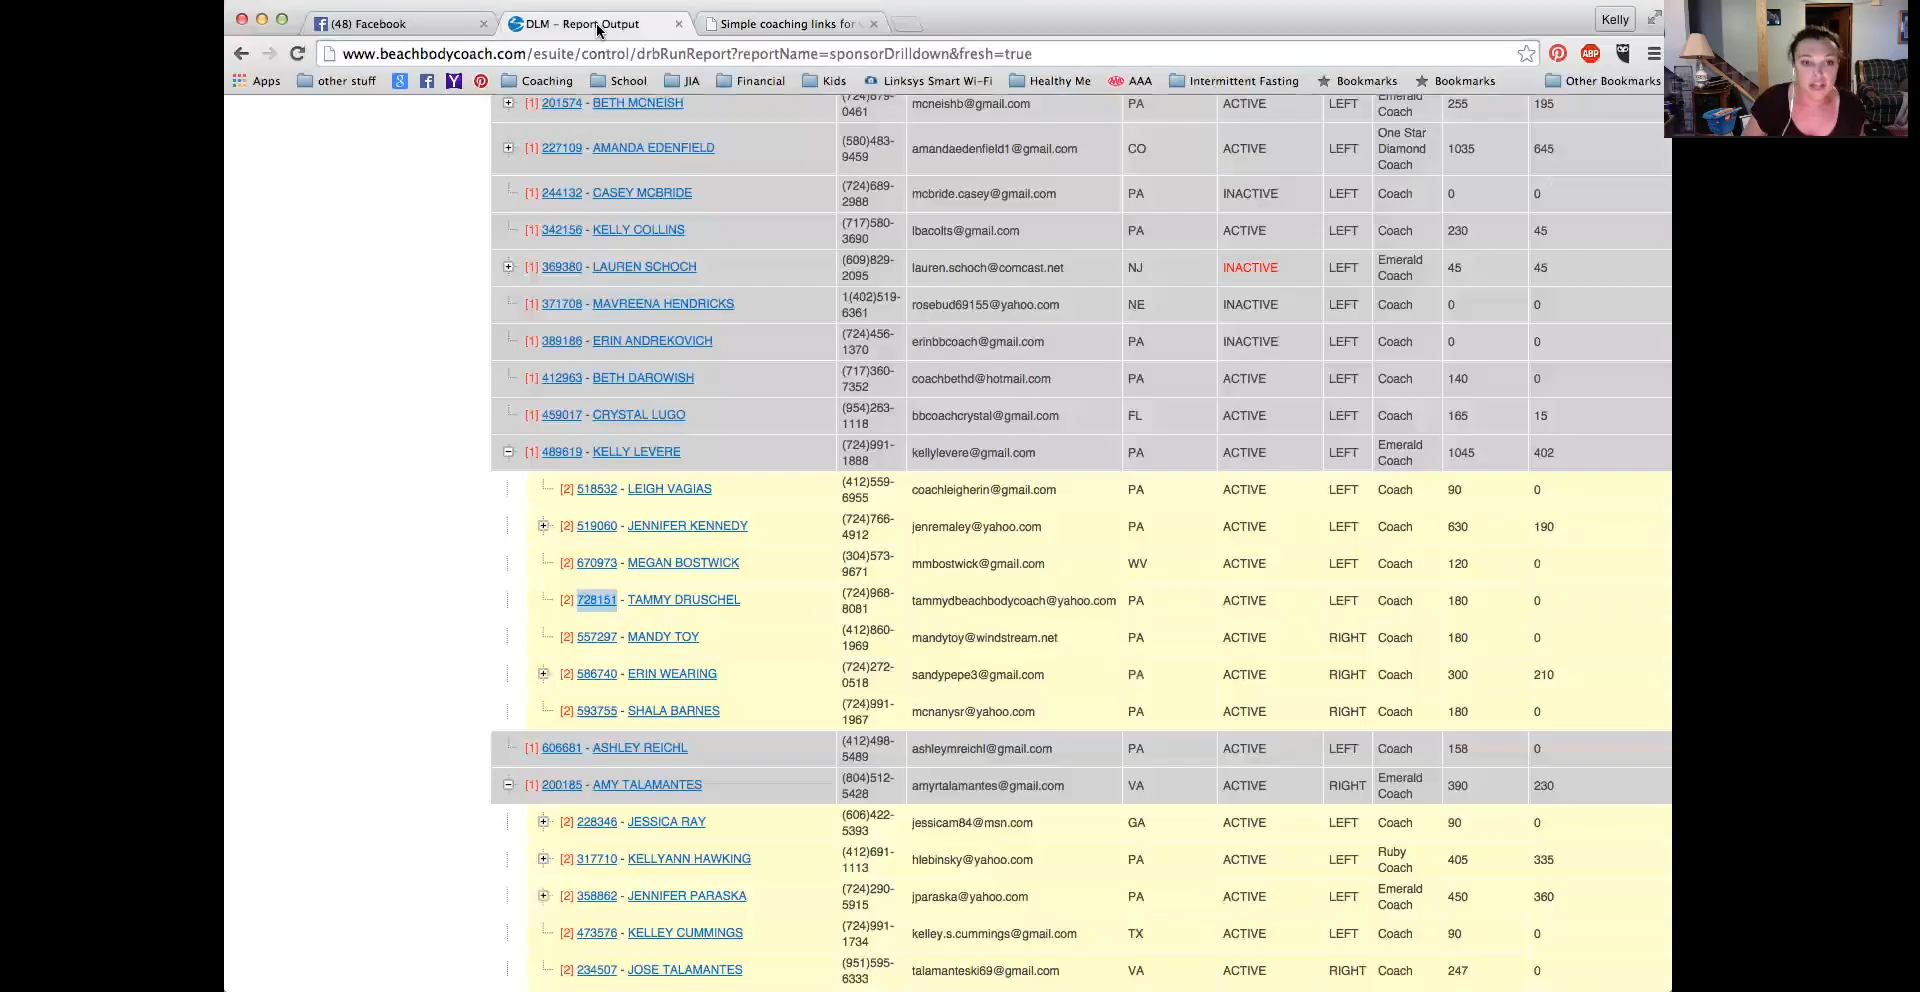 (48) Facebook
DLM – Report Output
Simple coaching links for
Kelly
www.beachbodycoach.com/esuite/control/drbRunReport?reportName=sponsorDrilldown&fresh=true
ABP
Apps other stuff Coaching School JIA Financial Kids Linksys Smart Wi-Fi Healthy Me AAA Intermittent Fasting Bookmarks Bookmarks Other Bookmarks
[1] 201574 - BETH MCNEISH (724)879-0461 mcneishb@gmail.com PA ACTIVE LEFT Emerald Coach 255 195
[1] 227109 - AMANDA EDENFIELD (580)483-9459 amandaedenfield1@gmail.com CO ACTIVE LEFT One Star Diamond Coach 1035 645
[1] 244132 - CASEY MCBRIDE (724)689-2988 mcbride.casey@gmail.com PA INACTIVE LEFT Coach 0 0
[1] 342156 - KELLY COLLINS (717)580-3690 lbacolts@gmail.com PA ACTIVE LEFT Coach 230 45
[1] 369380 - LAUREN SCHOCH (609)829-2095 lauren.schoch@comcast.net NJ INACTIVE LEFT Emerald Coach 45 45
[1] 371708 - MAVREENA HENDRICKS 1(402)519-6361 rosebud69155@yahoo.com NE INACTIVE LEFT Coach 0 0
[1] 389186 - ERIN ANDREKOVICH (724)456-1370 erinbbcoach@gmail.com PA INACTIVE LEFT Coach 0 0
[1] 412963 - BETH DAROWISH (717)360-7352 coachbethd@hotmail.com PA ACTIVE LEFT Coach 140 0
[1] 459017 - CRYSTAL LUGO (954)263-1118 bbcoachcrystal@gmail.com FL ACTIVE LEFT Coach 165 15
[1] 489619 - KELLY LEVERE (724)991-1888 kellylevere@gmail.com PA ACTIVE LEFT Emerald Coach 1045 402
[2] 518532 - LEIGH VAGIAS (412)559-6955 coachleigherin@gmail.com PA ACTIVE LEFT Coach 90 0
[2] 519060 - JENNIFER KENNEDY (724)766-4912 jenremaley@yahoo.com PA ACTIVE LEFT Coach 630 190
[2] 670973 - MEGAN BOSTWICK (304)573-9671 mmbostwick@gmail.com WV ACTIVE LEFT Coach 120 0
[2] 728151 - TAMMY DRUSCHEL (724)968-8081 tammydbeachbodycoach@yahoo.com PA ACTIVE LEFT Coach 180 0
[2] 557297 - MANDY TOY (412)860-1969 mandytoy@windstream.net PA ACTIVE RIGHT Coach 180 0
[2] 586740 - ERIN WEARING (724)272-0518 sandypepe3@gmail.com PA ACTIVE RIGHT Coach 300 210
[2] 593755 - SHALA BARNES (724)991-1967 mcnanysr@yahoo.com PA ACTIVE RIGHT Coach 180 0
[1] 606681 - ASHLEY REICHL (412)498-5489 ashleymreichl@gmail.com PA ACTIVE LEFT Coach 158 0
[1] 200185 - AMY TALAMANTES (804)512-5428 amyrtalamantes@gmail.com VA ACTIVE RIGHT Emerald Coach 390 230
[2] 228346 - JESSICA RAY (606)422-5393 jessicam84@msn.com GA ACTIVE LEFT Coach 90 0
[2] 317710 - KELLYANN HAWKING (412)691-1113 hlebinsky@yahoo.com PA ACTIVE LEFT Ruby Coach 405 335
[2] 358862 - JENNIFER PARASKA (724)290-5915 jparaska@yahoo.com PA ACTIVE LEFT Emerald Coach 450 360
[2] 473576 - KELLEY CUMMINGS (724)991-1734 kelley.s.cummings@gmail.com TX ACTIVE LEFT Coach 90 0
[2] 234507 - JOSE TALAMANTES (951)595-6333 talamanteski69@gmail.com VA ACTIVE RIGHT Coach 247 0